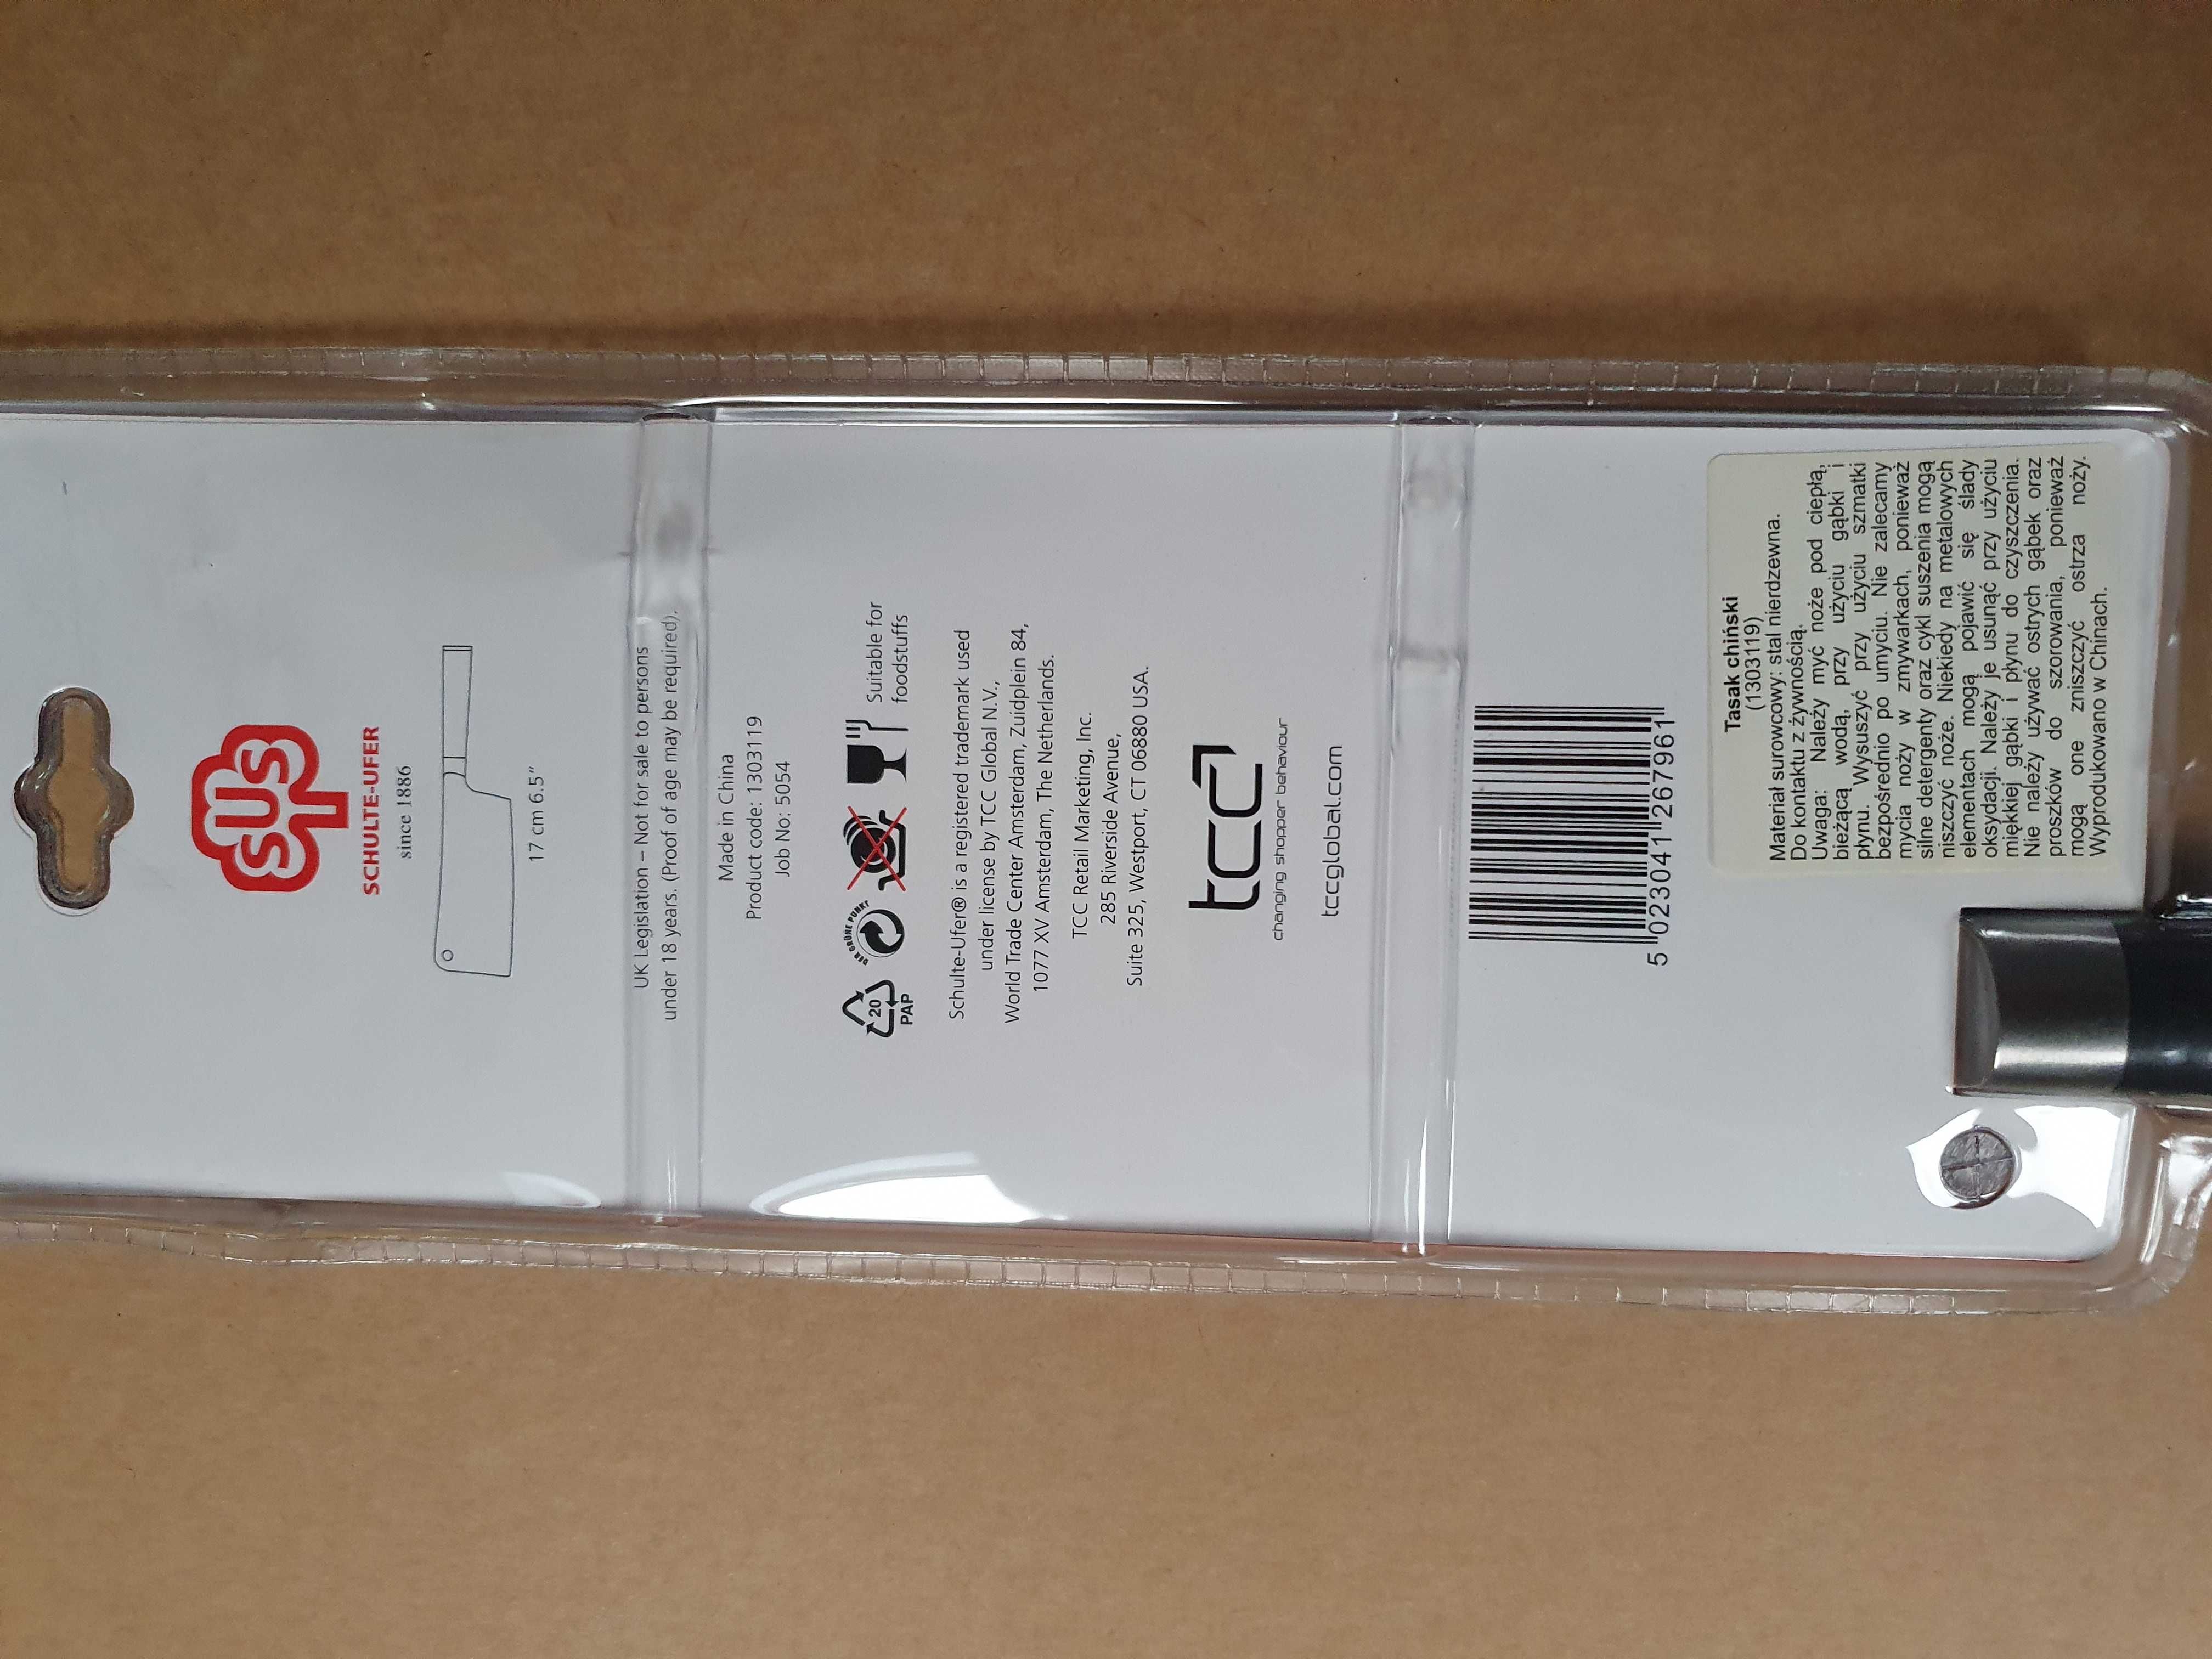 sus
SCHULTE-UFER
since 1886
17 cm 6.5”
UK Legislation – Not for sale to persons
under 18 years. (Proof of age may be required).
Made in China
Product code: 1303119
Job No: 5054
20
PAP
DER GRÜNE PUNKT
Suitable for
foodstuffs
Schulte-Ufer® is a registered trademark used
under license by TCC Global N.V.,
World Trade Center Amsterdam, Zuidplein 84,
1077 XV Amsterdam, The Netherlands.
TCC Retail Marketing, Inc.
285 Riverside Avenue,
Suite 325, Westport, CT 06880 USA.
tcc
changing shopper behaviour
tccglobal.com
5 023041 267961
Tasak chiński
(1303119)
Materiał surowcowy: stal nierdzewna.
Do kontaktu z żywnością.
Uwaga: Należy myć noże pod ciepłą,
bieżącą wodą, przy użyciu gąbki i
płynu. Wysuszyć przy użyciu szmatki
bezpośrednio po umyciu. Nie zalecamy
mycia noży w zmywarkach, ponieważ
silne detergenty oraz cykl suszenia mogą
niszczyć noże. Niekiedy na metalowych
elementach mogą pojawić się ślady
oksydacji. Należy je usunąć przy użyciu
miękkiej gąbki i płynu do czyszczenia.
Nie należy używać ostrych gąbek oraz
proszków do szorowania, ponieważ
mogą one zniszczyć ostrza noży.
Wyprodukowano w Chinach.